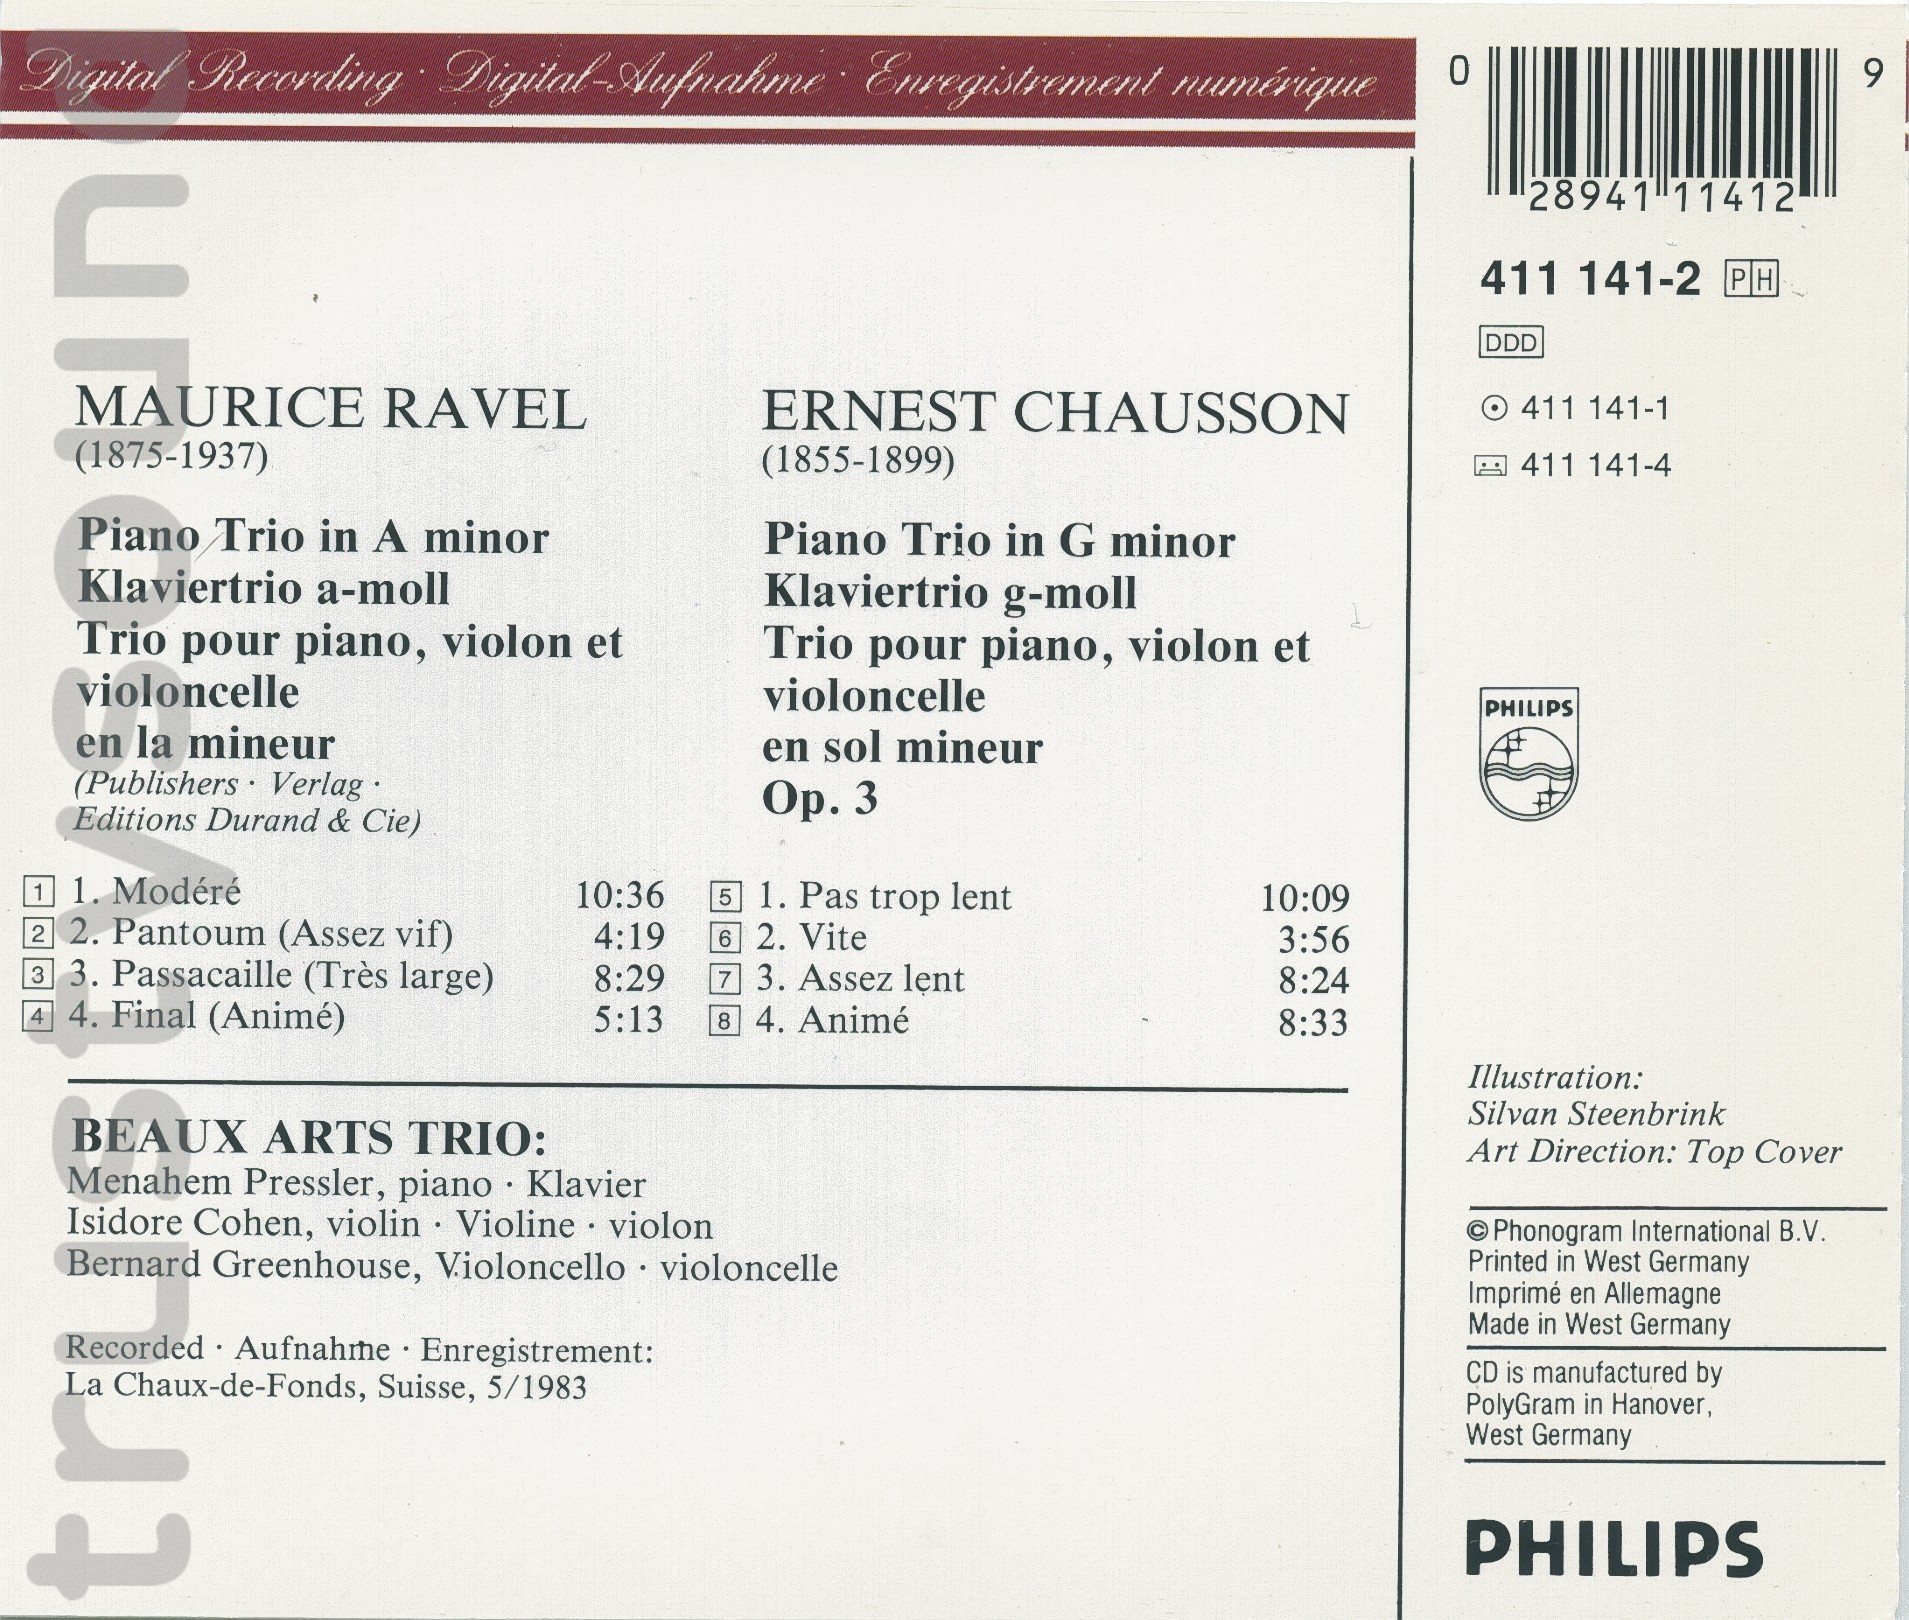 Digital Recording · Digital-Aufnahme · Enregistrement numérique
MAURICE RAVEL
(1875-1937)
Piano Trio in A minor
Klaviertrio a-moll
Trio pour piano, violon et
violoncelle
en la mineur
(Publishers · Verlag ·
Editions Durand & Cie)
1 1. Modéré 10:36
2 2. Pantoum (Assez vif) 4:19
3 3. Passacaille (Très large) 8:29
4 4. Final (Animé) 5:13
ERNEST CHAUSSON
(1855-1899)
Piano Trio in G minor
Klaviertrio g-moll
Trio pour piano, violon et
violoncelle
en sol mineur
Op. 3
5 1. Pas trop lent 10:09
6 2. Vite 3:56
7 3. Assez lent 8:24
8 4. Animé 8:33
BEAUX ARTS TRIO:
Menahem Pressler, piano · Klavier
Isidore Cohen, violin · Violine · violon
Bernard Greenhouse, Violoncello · violoncelle
Recorded · Aufnahme · Enregistrement:
La Chaux-de-Fonds, Suisse, 5/1983
0 28941 11412 9
411 141-2 PH
DDD
411 141-1
411 141-4
PHILIPS
Illustration:
Silvan Steenbrink
Art Direction: Top Cover
© Phonogram International B.V.
Printed in West Germany
Imprimé en Allemagne
Made in West Germany
CD is manufactured by
PolyGram in Hanover,
West Germany
PHILIPS